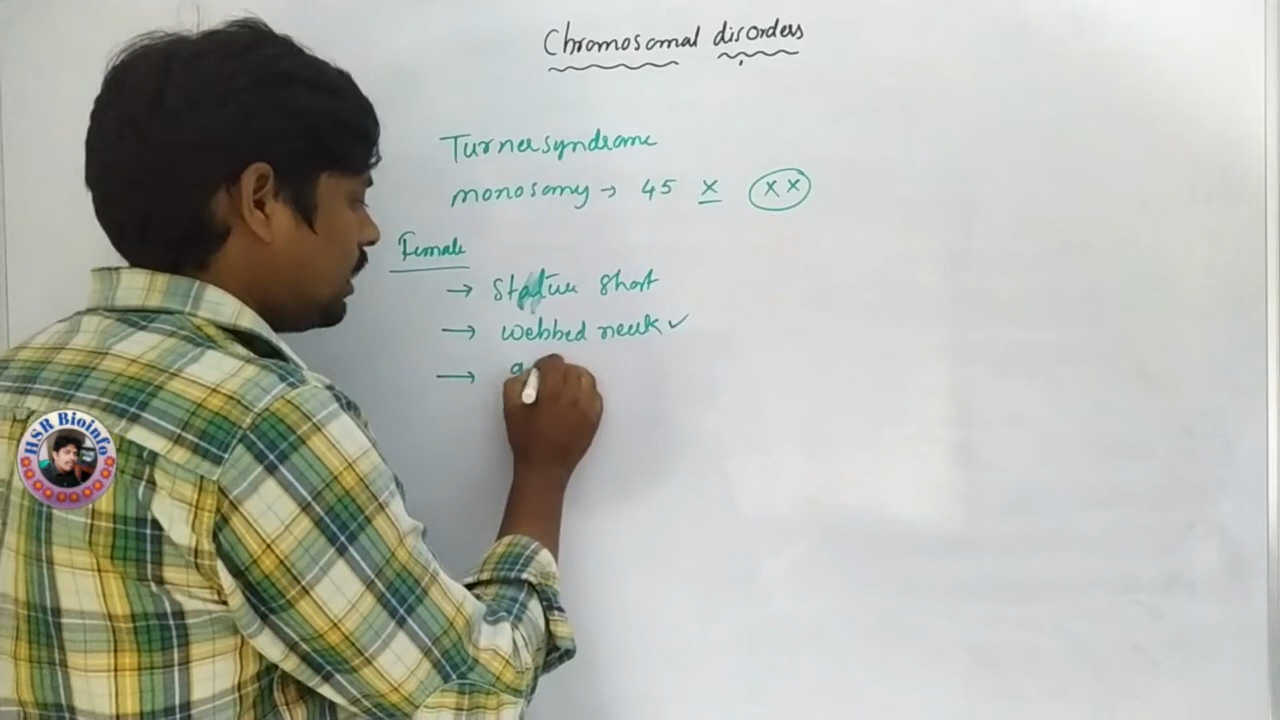 Chromosomal disorders
Turner syndrome
monosomy → 45 X XX
Female
→ Stature short
→ webbed neck ✓
→
HSR Bioinfo